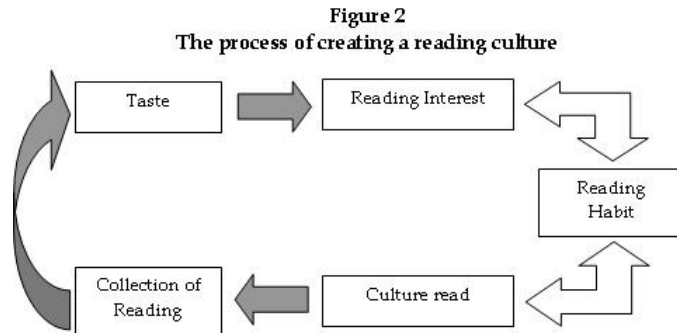 Figure 2
The process of creating a reading culture
Taste
Reading Interest
Reading
Habit
Collection of
Reading
Culture read